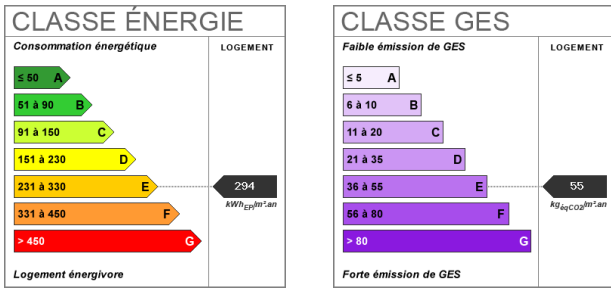 CLASSE ÉNERGIE
Consommation énergétique
LOGEMENT
≤ 50 A
51 à 90 B
91 à 150 C
151 à 230 D
231 à 330 E
294
kWhEP/m².an
331 à 450 F
> 450 G
Logement énergivore
CLASSE GES
Faible émission de GES
LOGEMENT
≤ 5 A
6 à 10 B
11 à 20 C
21 à 35 D
36 à 55 E
55
kgéqCO2/m².an
56 à 80 F
> 80 G
Forte émission de GES